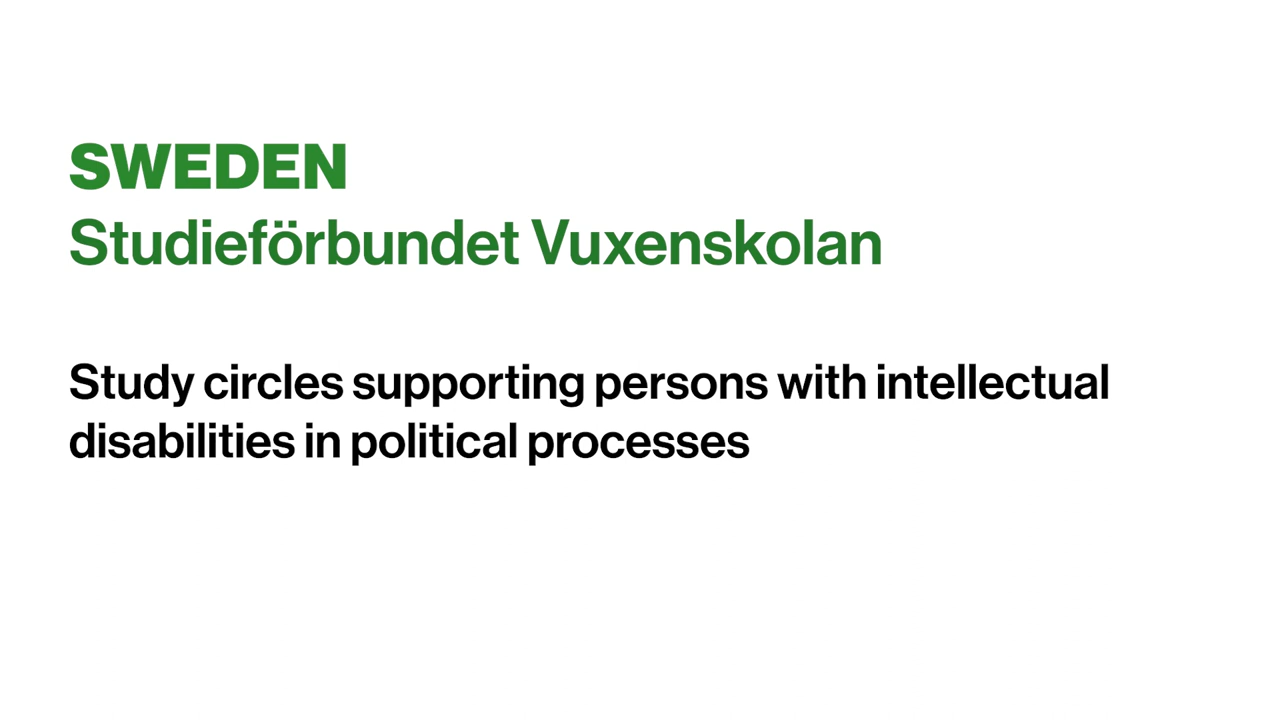 SWEDEN
Studieförbundet Vuxenskolan
Study circles supporting persons with intellectual
disabilities in political processes